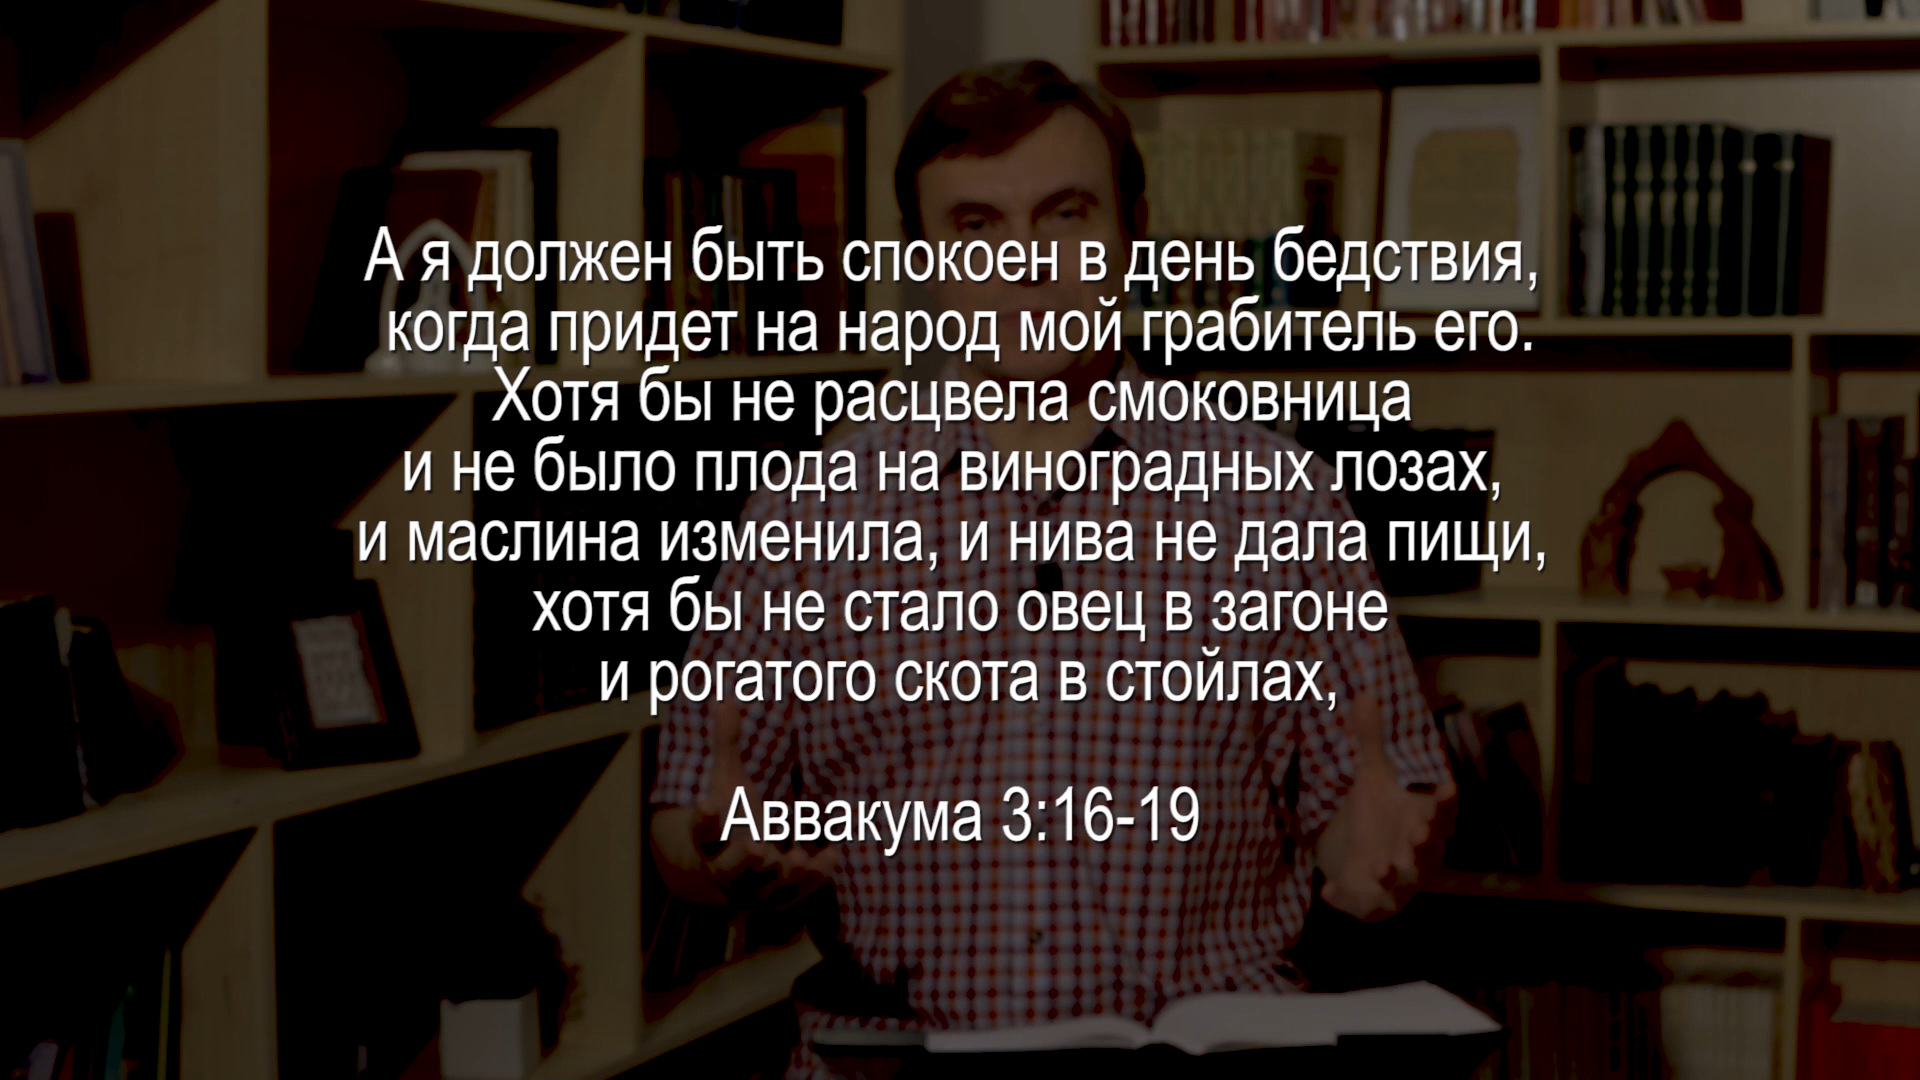 А я должен быть спокоен в день бедствия,
когда придет на народ мой грабитель его.
Хотя бы не расцвела смоковница
и не было плода на виноградных лозах,
и маслина изменила, и нива не дала пищи,
хотя бы не стало овец в загоне
и рогатого скота в стойлах,
Аввакума 3:16-19